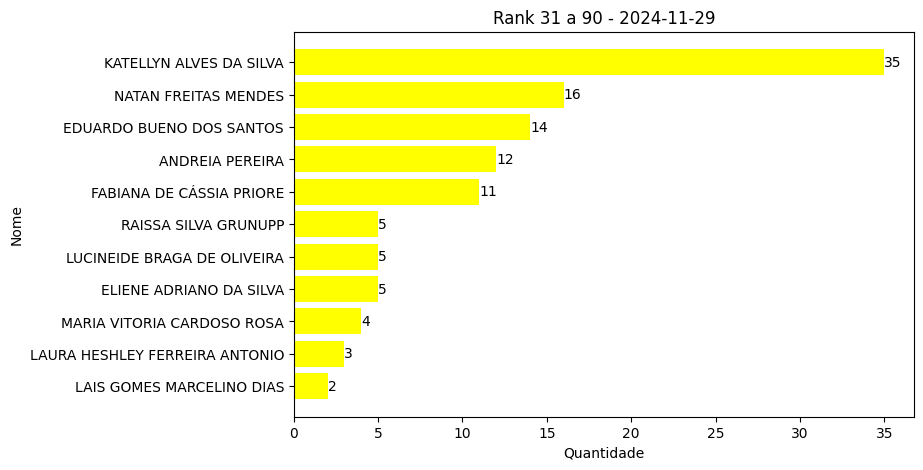 Rank 31 a 90 - 2024-11-29
Nome
KATELLYN ALVES DA SILVA 35
NATAN FREITAS MENDES 16
EDUARDO BUENO DOS SANTOS 14
ANDREIA PEREIRA 12
FABIANA DE CÁSSIA PRIORE 11
RAISSA SILVA GRUNUPP 5
LUCINEIDE BRAGA DE OLIVEIRA 5
ELIENE ADRIANO DA SILVA 5
MARIA VITORIA CARDOSO ROSA 4
LAURA HESHLEY FERREIRA ANTONIO 3
LAIS GOMES MARCELINO DIAS 2
0 5 10 15 20 25 30 35
Quantidade